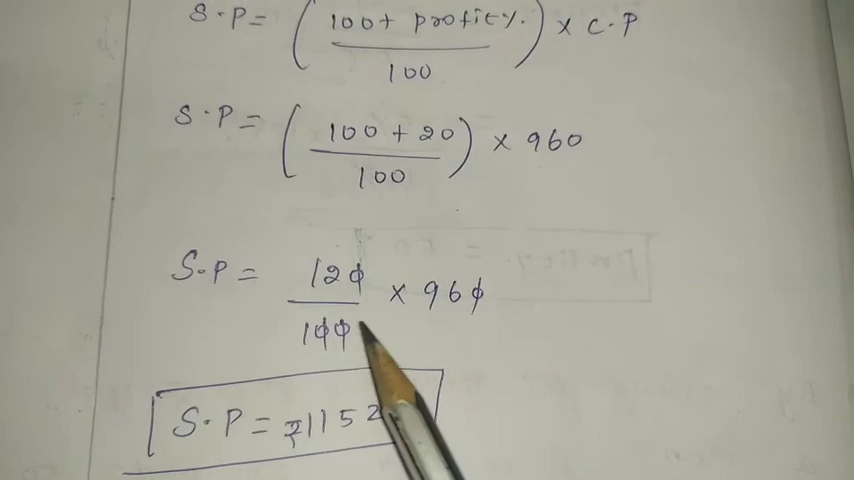 S.P = ( 100 + profit% / 100 ) × C.P
S.P = ( 100 + 20 / 100 ) × 960
S.P = 120 / 100 × 960
S.P = ₹1152